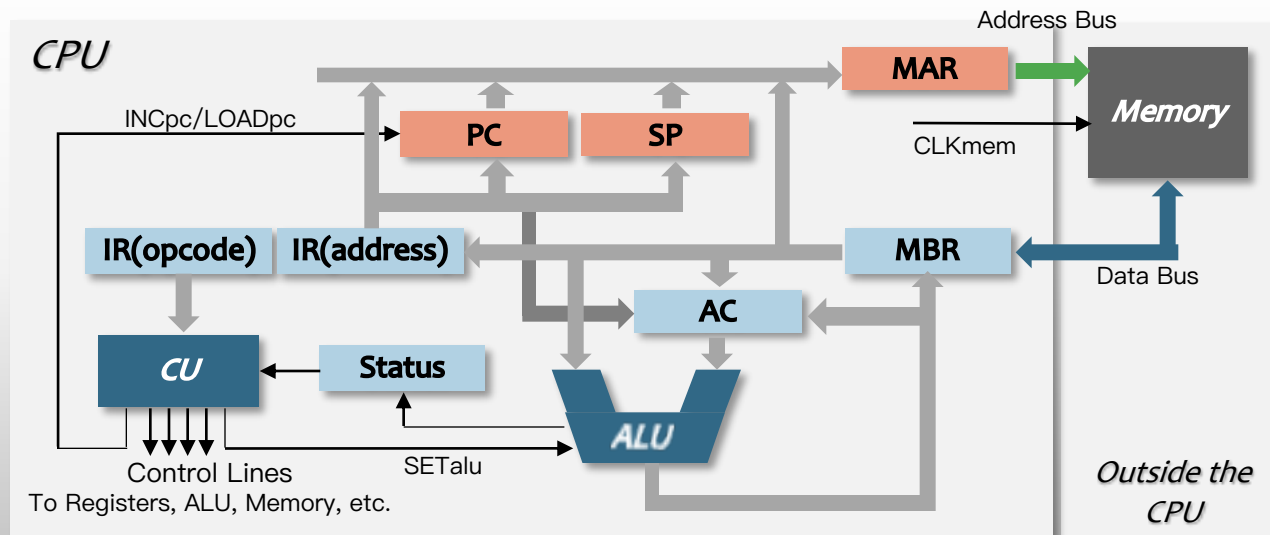 Address Bus
CPU
MAR
Memory
INCpc/LOADpc
PC
SP
CLKmem
IR(opcode)
IR(address)
MBR
Data Bus
AC
CU
Status
ALU
SETalu
Control Lines
To Registers, ALU, Memory, etc.
Outside the
CPU